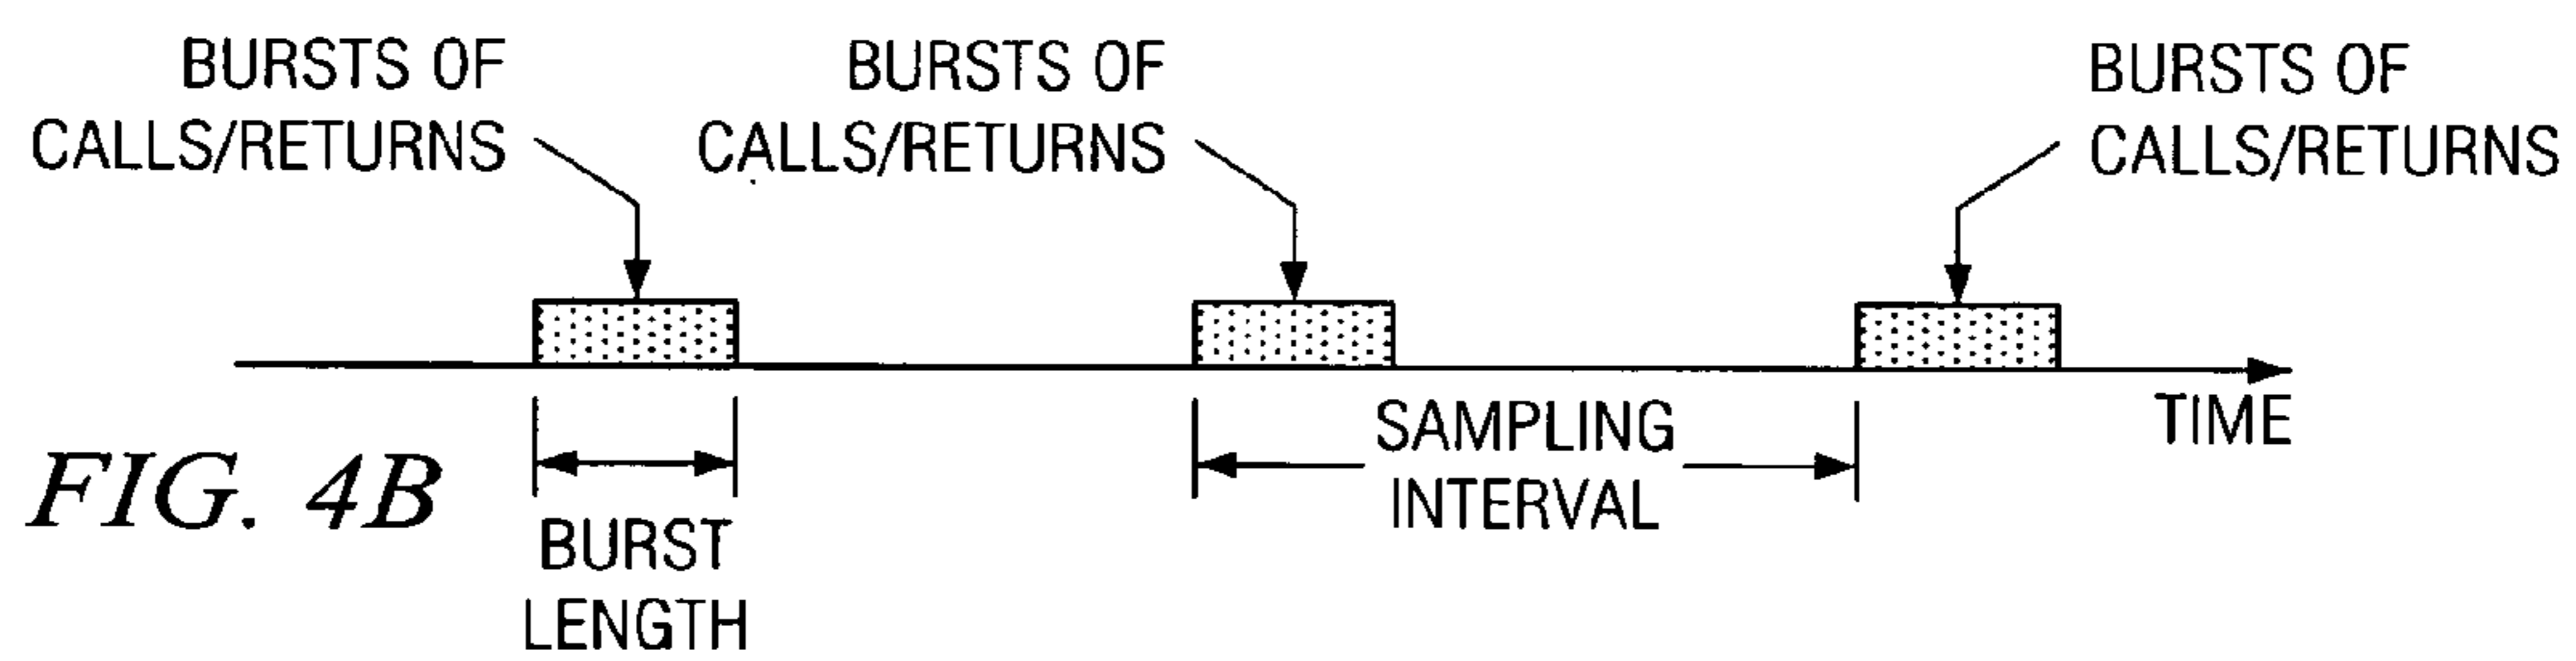 BURSTS OF
CALLS/RETURNS
BURSTS OF
CALLS/RETURNS
BURSTS OF
CALLS/RETURNS
TIME
SAMPLING
INTERVAL
BURST
LENGTH
FIG. 4B